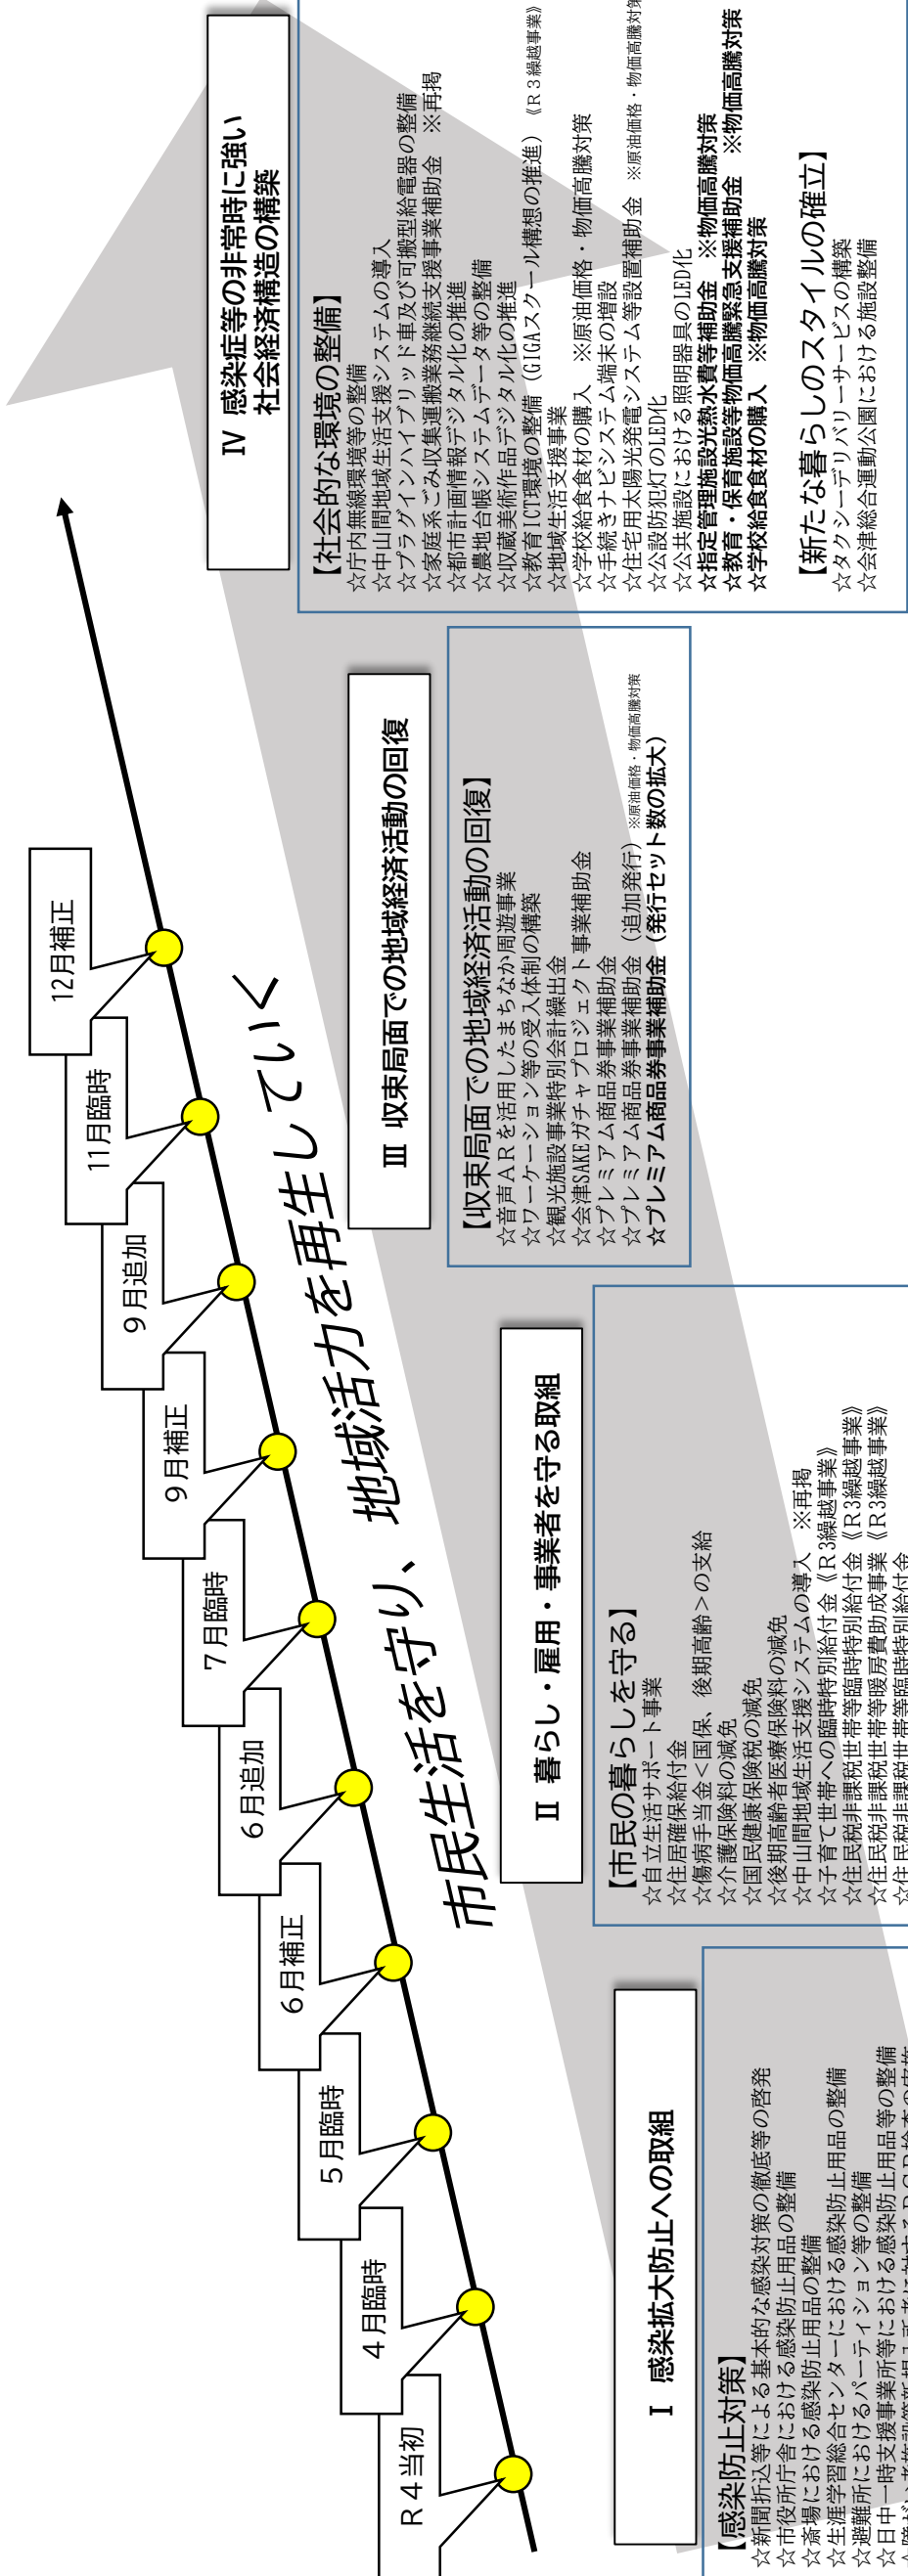 R４当初
４月臨時
５月臨時
６月補正
６月追加
７月臨時
９月補正
９月追加
11月臨時
12月補正
市民生活を守り、地域活力を再生していく
Ⅰ 感染拡大防止への取組
【感染防止対策】
☆新聞折込等による基本的な感染対策の徹底等の啓発
☆市役所庁舎における感染防止用品の整備
☆斎場における感染防止用品の整備
☆生涯学習総合センターにおける感染防止用品の整備
☆避難所におけるパーティション等の整備
☆日中一時支援事業所等における感染防止用品等の整備
Ⅱ 暮らし・雇用・事業者を守る取組
【市民の暮らしを守る】
☆自立生活サポート事業
☆住居確保給付金
☆傷病手当金＜国保、後期高齢＞の支給
☆介護保険料の減免
☆国民健康保険税の減免
☆後期高齢者医療保険料の減免
☆中山間地域生活支援システムの導入　※再掲
☆子育て世帯への臨時特別給付金《R3繰越事業》
☆住民税非課税世帯等臨時特別給付金《R3繰越事業》
☆住民税非課税世帯等暖房費助成事業《R3繰越事業》
☆住民税非課税世帯等臨時特別給付金
Ⅲ 収束局面での地域経済活動の回復
【収束局面での地域経済活動の回復】
☆音声ＡＲを活用したまちなか周遊事業
☆ワーケーション等の受入体制の構築
☆観光施設事業特別会計繰出金
☆会津SAKEガチャプロジェクト事業補助金
☆プレミアム商品券事業補助金
☆プレミアム商品券事業補助金（追加発行）※原油価格・物価高騰対策
☆プレミアム商品券事業補助金（発行セット数の拡大）
Ⅳ 感染症等の非常時に強い
社会経済構造の構築
【社会的な環境の整備】
☆庁内無線環境等の整備
☆中山間地域生活支援システムの導入
☆プラグインハイブリッド車及び可搬型給電器の整備
☆家庭系ごみ収集運搬業務継続支援事業補助金　※再掲
☆都市計画情報デジタル化の推進
☆農地台帳システムデータ等の整備
☆収蔵美術作品デジタル化の推進
☆教育ICT環境の整備（GIGAスクール構想の推進）《R３繰越事業》
☆地域生活支援事業
☆学校給食食材の購入　※原油価格・物価高騰対策
☆手続きナビシステム端末の増設
☆住宅用太陽光発電システム等設置補助金　※原油価格・物価高騰対策
☆公設防犯灯のLED化
☆公共施設における照明器具のLED化
☆指定管理施設光熱水費等補助金　※物価高騰対策
☆教育・保育施設等物価高騰緊急支援補助金　※物価高騰対策
☆学校給食食材の購入　※物価高騰対策
【新たな暮らしのスタイルの確立】
☆タクシーデリバリーサービスの構築
☆会津総合運動公園における施設整備